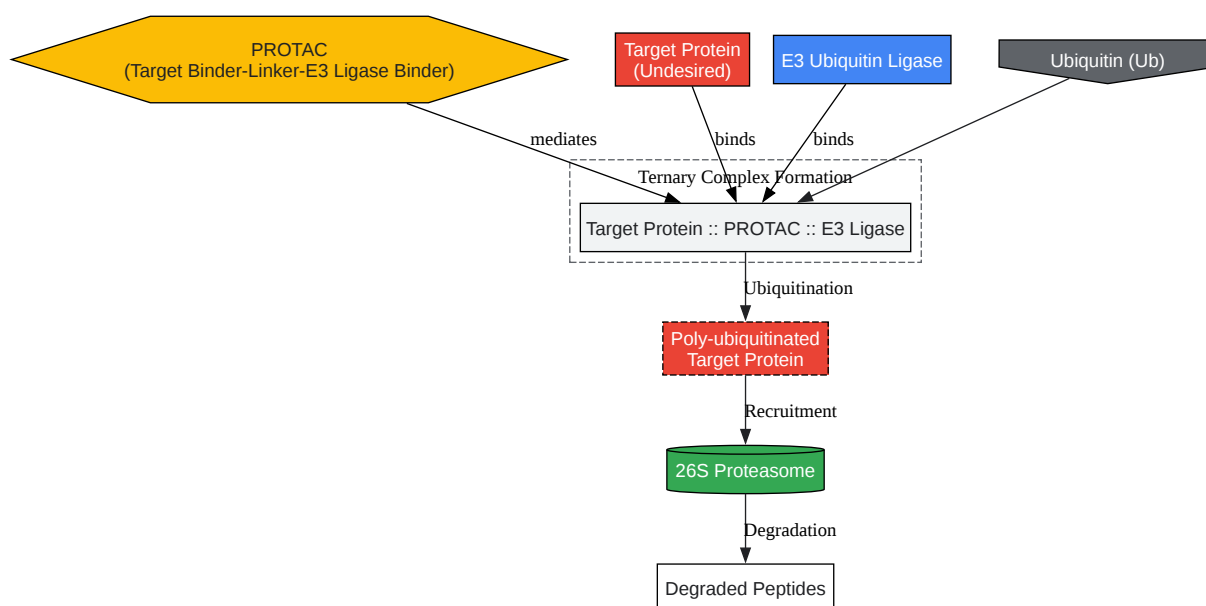 PROTAC
(Target Binder-Linker-E3 Ligase Binder)
Target Protein
(Undesired)
E3 Ubiquitin Ligase
Ubiquitin (Ub)
mediates
binds
binds
Ternary Complex Formation
Target Protein :: PROTAC :: E3 Ligase
Ubiquitination
Poly-ubiquitinated
Target Protein
Recruitment
26S Proteasome
Degradation
Degraded Peptides